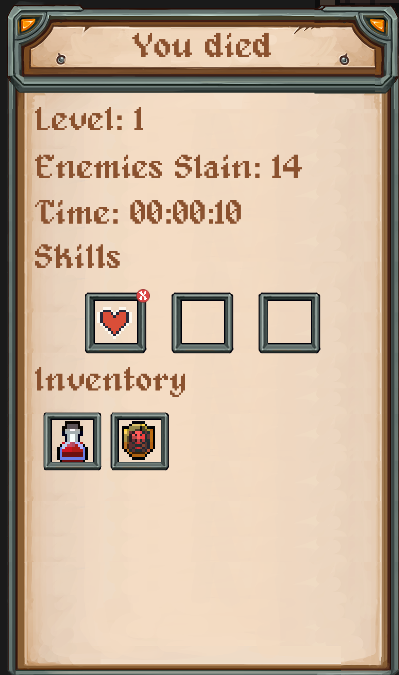 You died
Level: 1
Enemies Slain: 14
Time: 00:00:10
Skills
Inventory